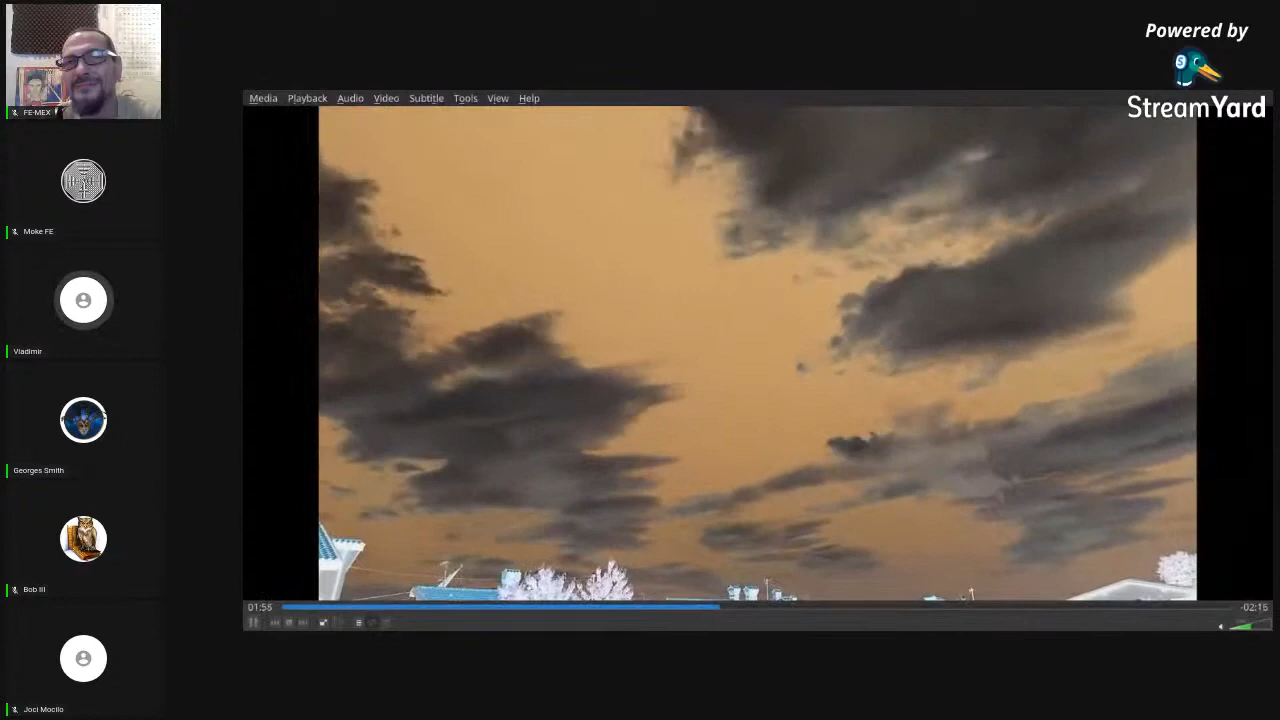 Powered by
StreamYard
Media Playback Audio Video Subtitle Tools View Help
FE-MEX
Moke FE
Vladimir
Georges Smith
Bob III
Joci Mocilo
01:55
-02:15